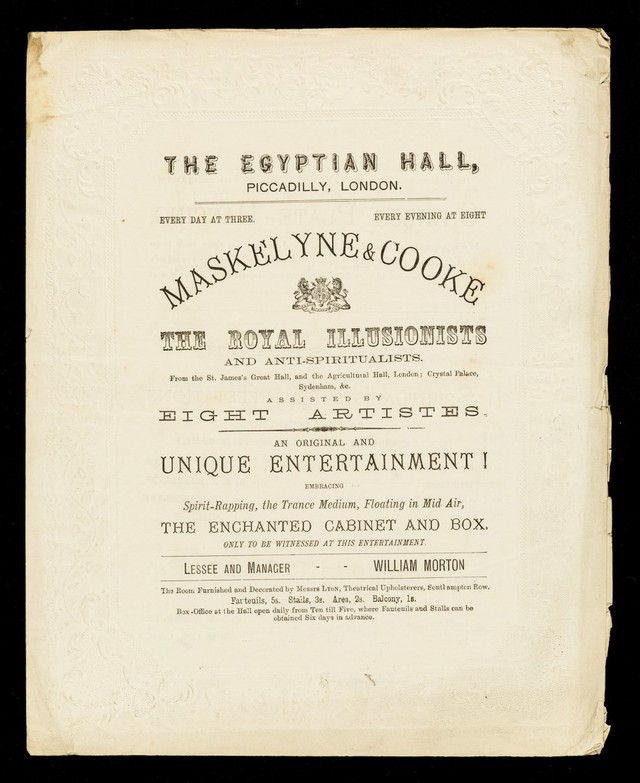 THE EGYPTIAN HALL,
PICCADILLY, LONDON.
EVERY DAY AT THREE. EVERY EVENING AT EIGHT
MASKELYNE & COOKE
THE ROYAL ILLUSIONISTS
AND ANTI-SPIRITUALISTS.
From the St. James's Great Hall, and the Agricultural Hall, London; Crystal Palace,
Sydenham, &c.
ASSISTED BY
EIGHT ARTISTES.
AN ORIGINAL AND
UNIQUE ENTERTAINMENT!
EMBRACING
Spirit-Rapping, the Trance Medium, Floating in Mid Air,
THE ENCHANTED CABINET AND BOX.
ONLY TO BE WITNESSED AT THIS ENTERTAINMENT.
LESSEE AND MANAGER - - WILLIAM MORTON
The Room Furnished and Decorated by Messrs LYON, Theatrical Upholsterers, Southampton Row.
Fauteuils, 5s. Stalls, 3s. Area, 2s. Balcony, 1s.
Box-Office at the Hall open daily from Ten till Five, where Fauteuils and Stalls can be
obtained Six days in advance.